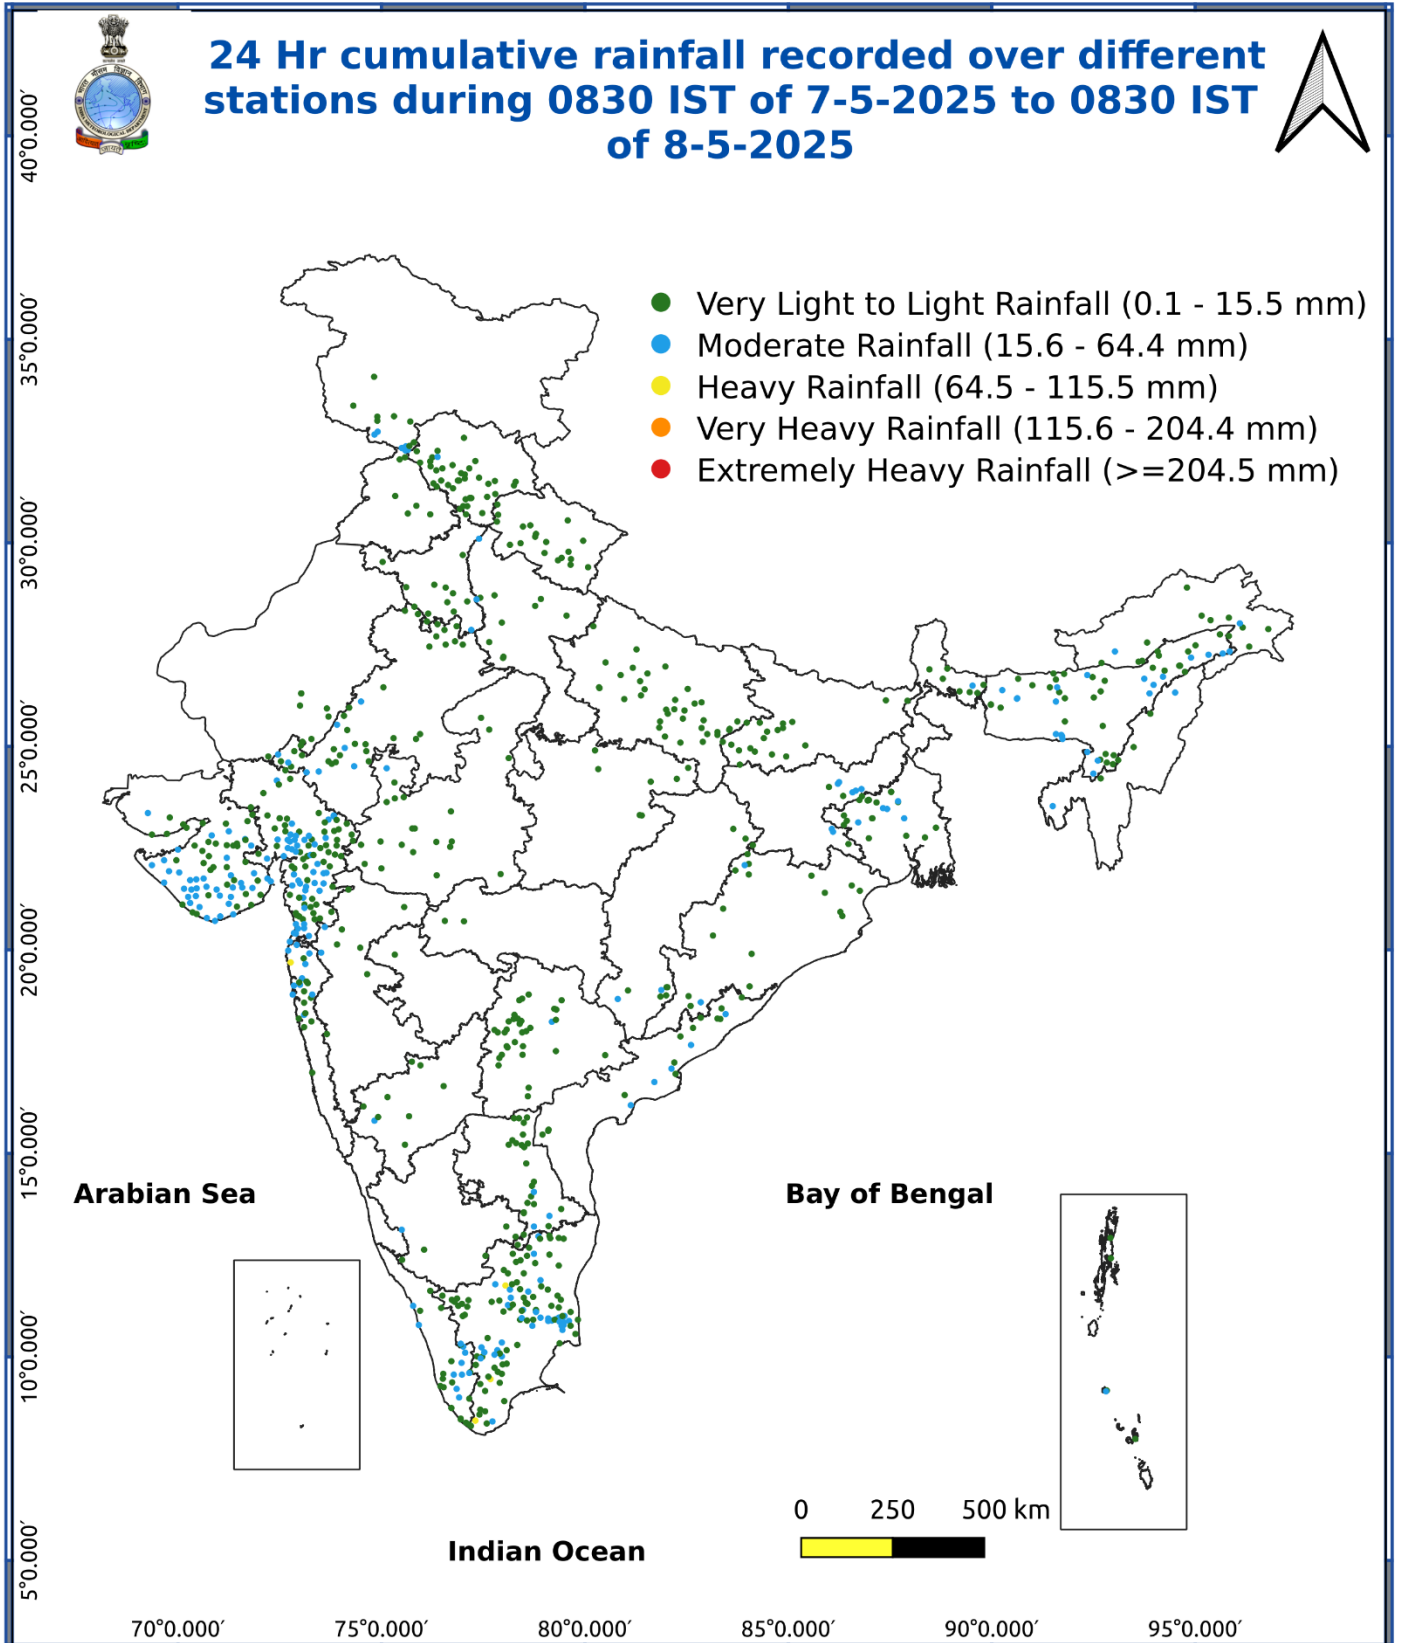 24 Hr cumulative rainfall recorded over different
stations during 0830 IST of 7-5-2025 to 0830 IST
of 8-5-2025
Very Light to Light Rainfall (0.1 - 15.5 mm)
Moderate Rainfall (15.6 - 64.4 mm)
Heavy Rainfall (64.5 - 115.5 mm)
Very Heavy Rainfall (115.6 - 204.4 mm)
Extremely Heavy Rainfall (>=204.5 mm)
40°0.000′
35°0.000′
30°0.000′
25°0.000′
20°0.000′
15°0.000′
10°0.000′
5°0.000′
Arabian Sea
Bay of Bengal
Indian Ocean
0 250 500 km
70°0.000′ 75°0.000′ 80°0.000′ 85°0.000′ 90°0.000′ 95°0.000′